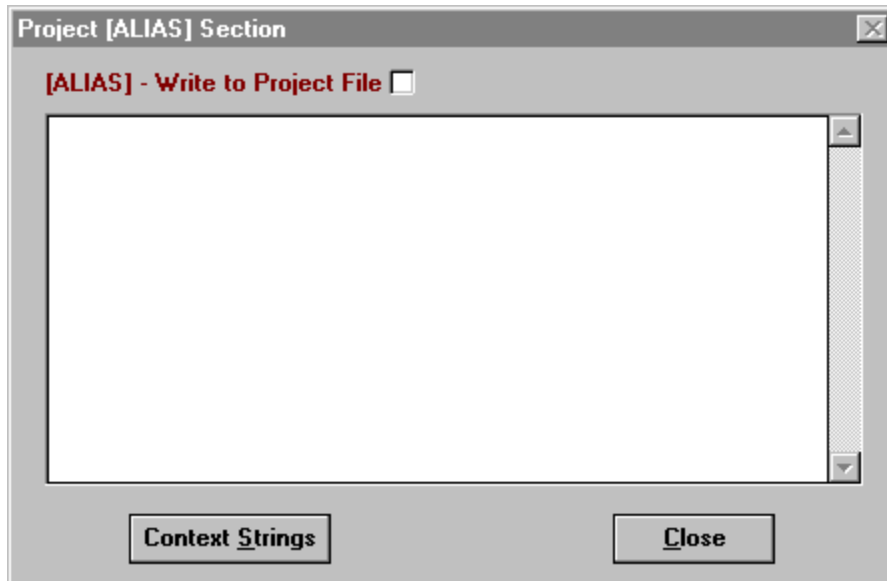 Project [ALIAS] Section
[ALIAS] - Write to Project File
Context Strings
Close